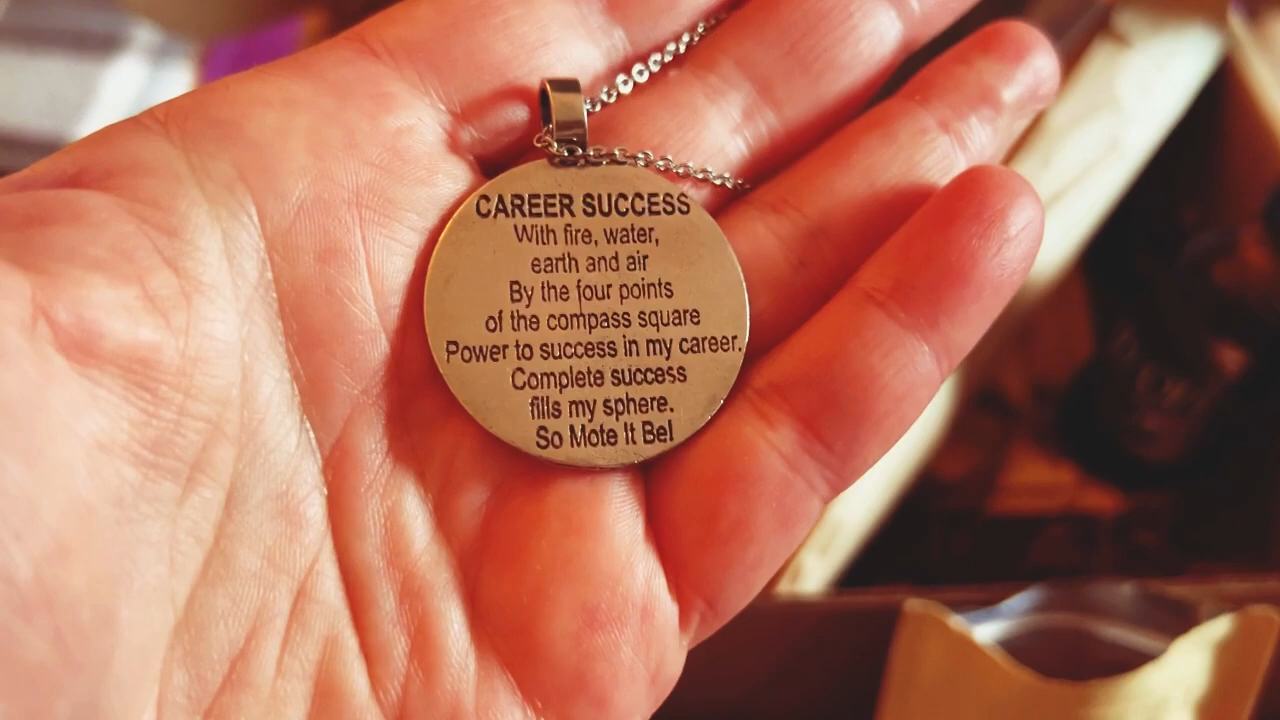 CAREER SUCCESS
With fire, water,
earth and air
By the four points
of the compass square
Power to success in my career.
Complete success
fills my sphere.
So Mote It Be!